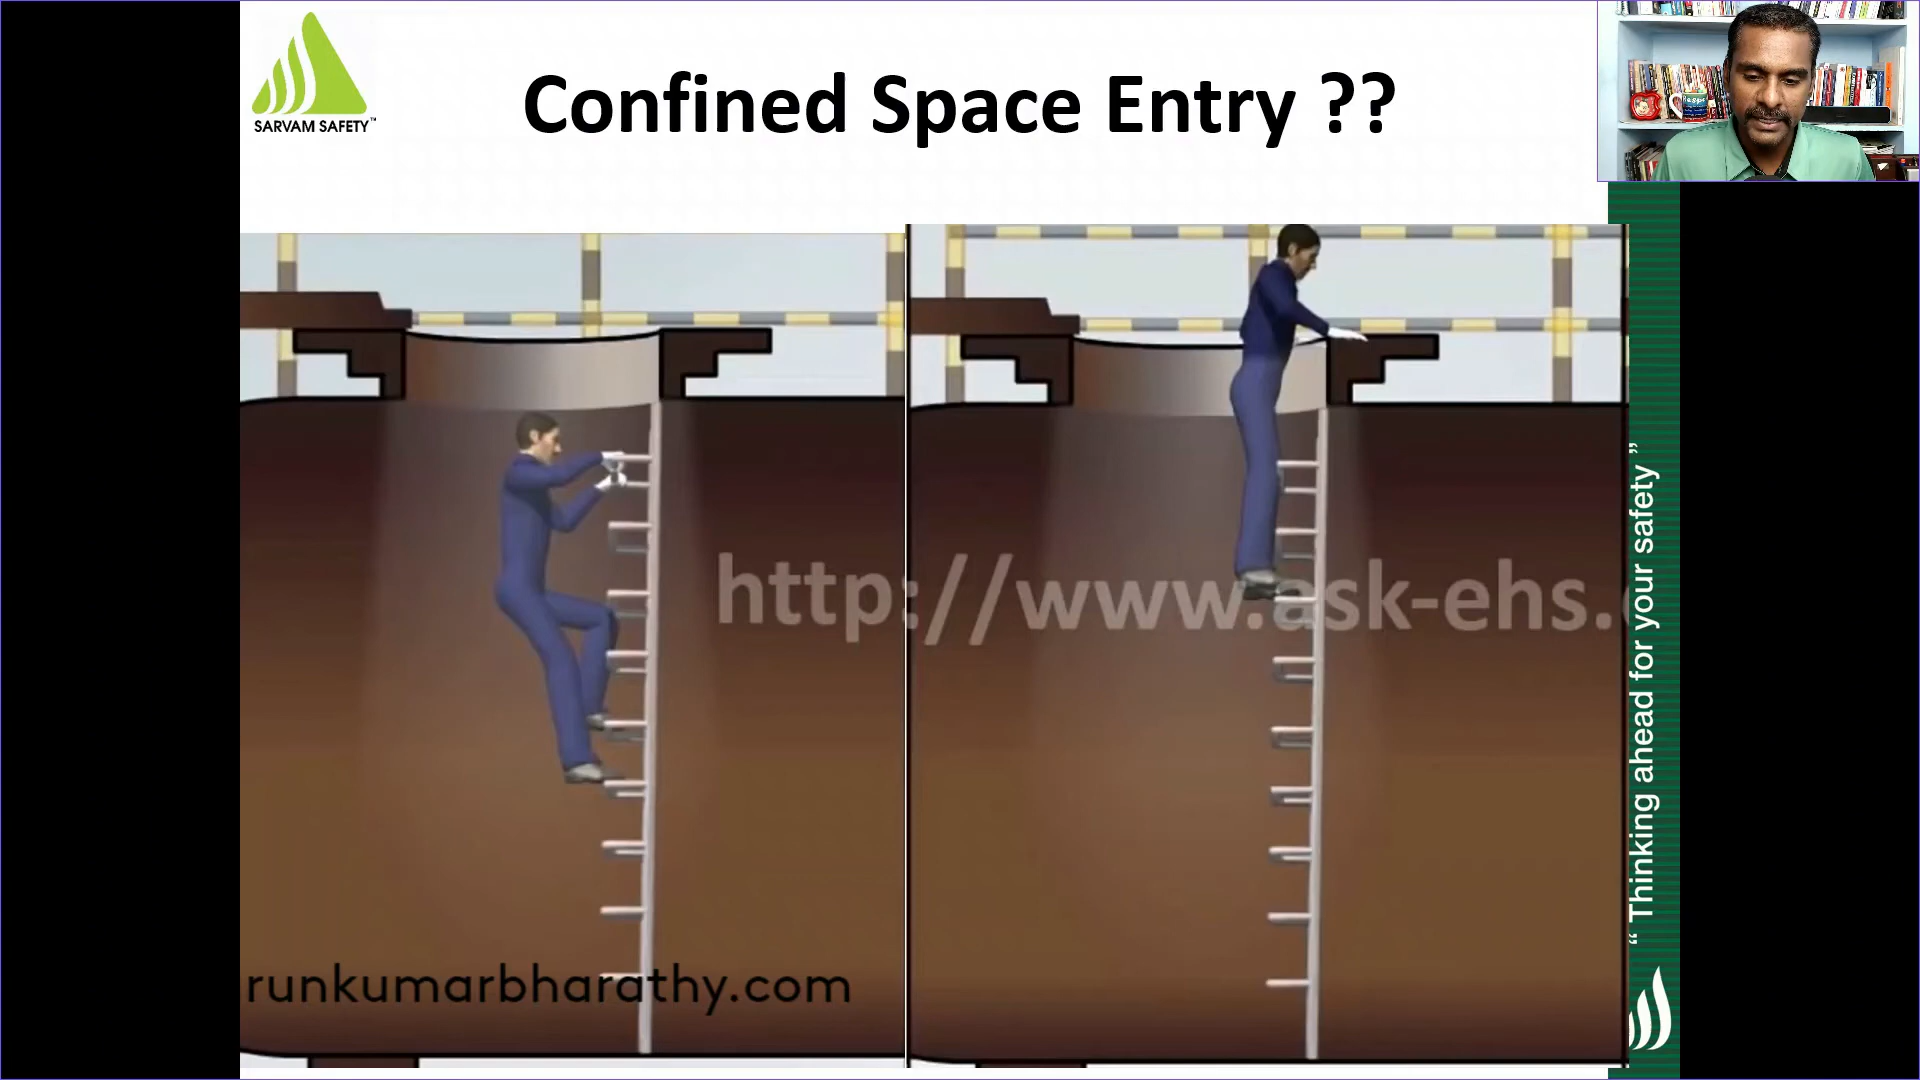 SARVAM SAFETY™
Confined Space Entry ??
http://www.ask-ehs.
runkumarbharathy.com
“ Thinking ahead for your safety ”